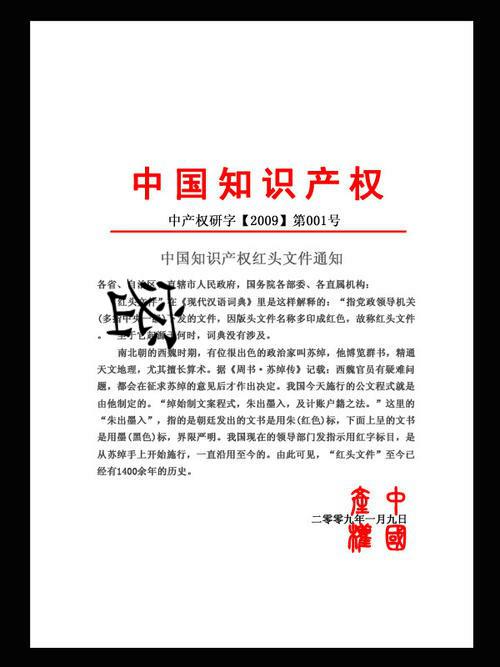 中国知识产权
中产权研字【2009】第001号
中国知识产权红头文件通知
各省、自治区、直辖市人民政府，国务院各部委、各直属机构：
“红头文件”在《现代汉语词典》里是这样解释的：“指党政领导机关
(多指中央一级)下发的文件，因版头文件名称多印成红色，故称红头文件
。”至于它起源于何时，词典没有涉及。
南北朝的西魏时期，有位很出色的政治家叫苏绰，他博览群书，精通
天文地理，尤其擅长算术。据《周书·苏绰传》记载：西魏官员有疑难问
题，都会在征求苏绰的意见后才作出决定。我国今天施行的公文程式就是
由他制定的。“绰始制文案程式，朱出墨入，及计账户籍之法。”这里的
“朱出墨入”，指的是朝廷发出的文书是用朱(红色)标，下面上呈的文书
是用墨(黑色)标，界限严明。我国现在的领导部门发指示用红字标目，是
从苏绰手上开始施行，一直沿用至今的。由此可见，“红头文件”至今已
经有1400余年的历史。
二零零九年一月九日
中國
產權